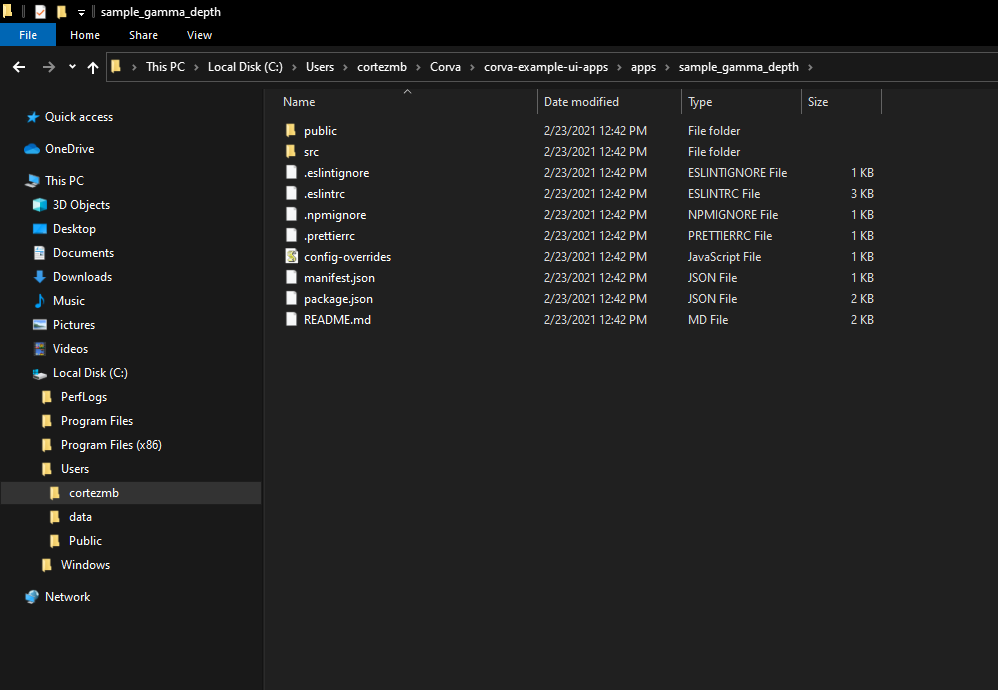 sample_gamma_depth
File Home Share View
This PC Local Disk (C:) Users cortezmb Corva corva-example-ui-apps apps sample_gamma_depth
Quick access
OneDrive
This PC
3D Objects
Desktop
Documents
Downloads
Music
Pictures
Videos
Local Disk (C:)
PerfLogs
Program Files
Program Files (x86)
Users
cortezmb
data
Public
Windows
Network
Name Date modified Type Size
public 2/23/2021 12:42 PM File folder
src 2/23/2021 12:42 PM File folder
.eslintignore 2/23/2021 12:42 PM ESLINTIGNORE File 1 KB
.eslintrc 2/23/2021 12:42 PM ESLINTRC File 3 KB
.npmignore 2/23/2021 12:42 PM NPMIGNORE File 1 KB
.prettierrc 2/23/2021 12:42 PM PRETTIERRC File 1 KB
config-overrides 2/23/2021 12:42 PM JavaScript File 1 KB
manifest.json 2/23/2021 12:42 PM JSON File 1 KB
package.json 2/23/2021 12:42 PM JSON File 2 KB
README.md 2/23/2021 12:42 PM MD File 2 KB